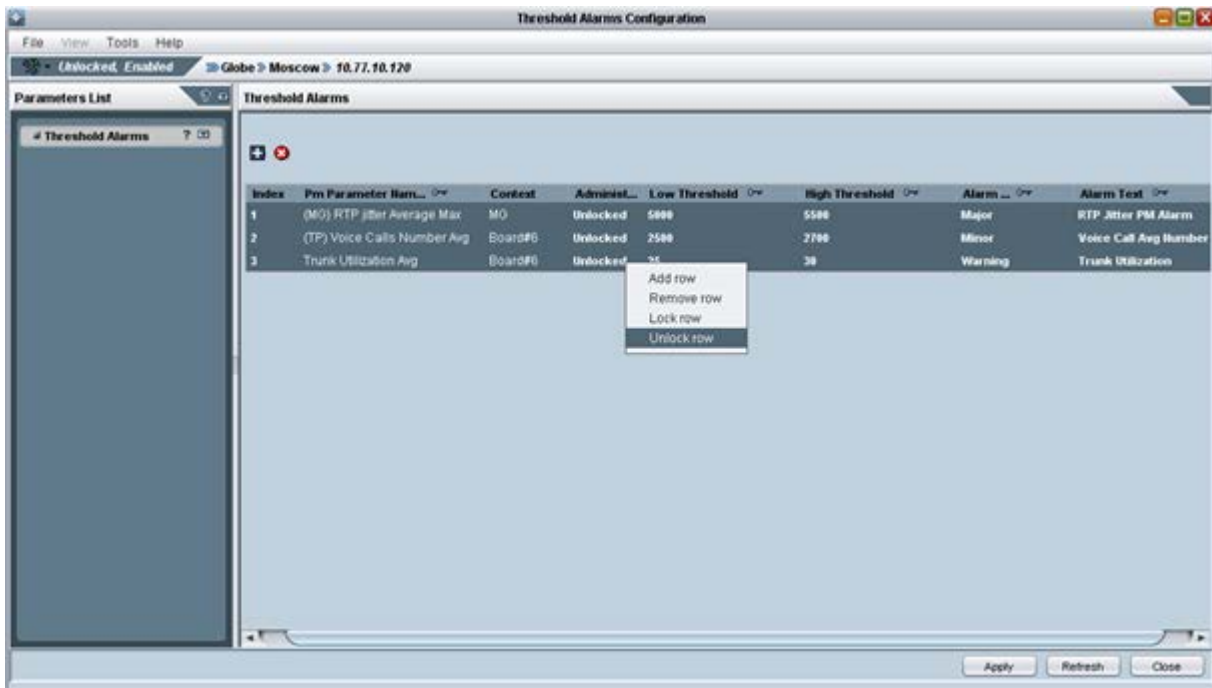 Threshold Alarms Configuration
File View Tools Help
Unlocked, Enabled Globe Moscow 10.77.10.120
Parameters List
Threshold Alarms
Threshold Alarms ?
Index Pm Parameter Nam... Context Administ... Low Threshold High Threshold Alarm ... Alarm Text
1 (MG) RTP jitter Average Max MG Unlocked 5000 5500 Major RTP Jitter PM Alarm
2 (TP) Voice Calls Number Avg Board#6 Unlocked 2500 2700 Minor Voice Call Avg Number
3 Trunk Utilization Avg Board#6 Unlocked 25 30 Warning Trunk Utilization
Add row
Remove row
Lock row
Unlock row
Apply Refresh Close